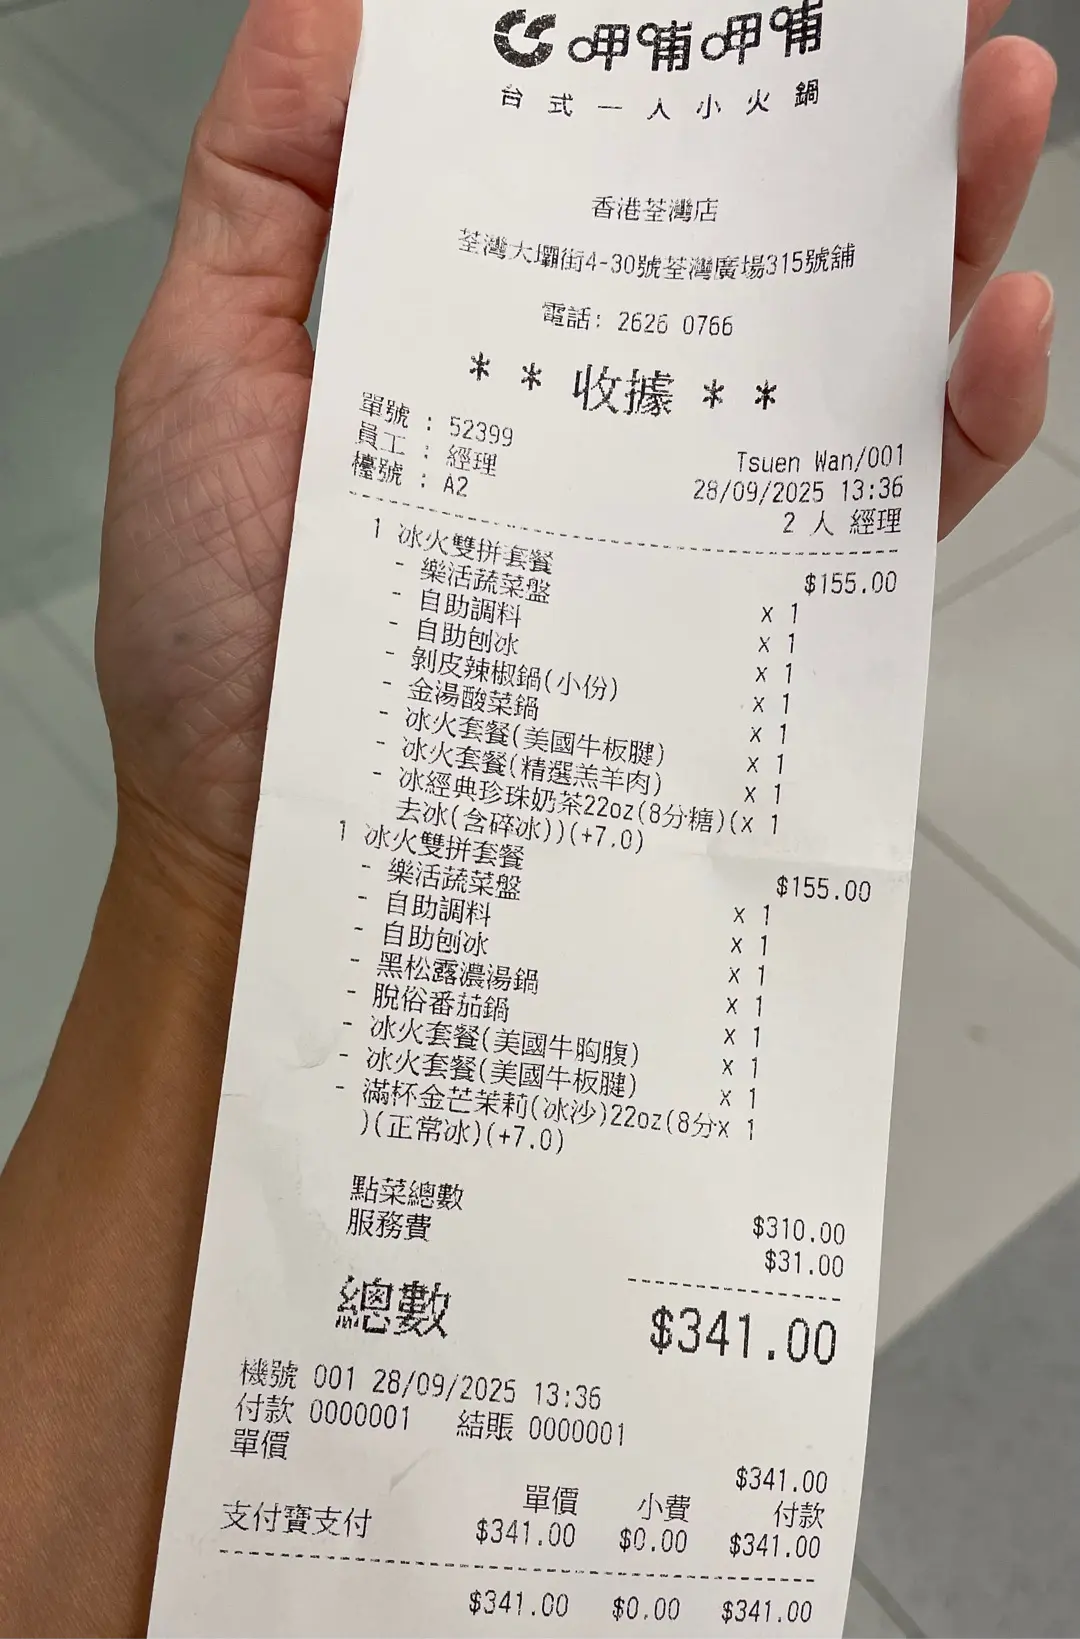 呷哺呷哺
台式一人小火鍋
香港荃灣店
荃灣大壩街4-30號荃灣廣場315號舖
電話: 2626 0766
* * 收據 * *
單號 : 52399
員工 : 經理 Tsuen Wan/001
檯號 : A2 28/09/2025 13:36
2 人 經理
1 冰火雙拼套餐 $155.00
- 樂活蔬菜盤 x 1
- 自助調料 x 1
- 自助刨冰 x 1
- 剝皮辣椒鍋(小份) x 1
- 金湯酸菜鍋 x 1
- 冰火套餐(美國牛板腱) x 1
- 冰火套餐(精選羔羊肉) x 1
- 冰經典珍珠奶茶22oz(8分糖)(x 1
去冰(含碎冰))(+7.0)
1 冰火雙拼套餐 $155.00
- 樂活蔬菜盤 x 1
- 自助調料 x 1
- 自助刨冰 x 1
- 黑松露濃湯鍋 x 1
- 脫俗番茄鍋 x 1
- 冰火套餐(美國牛胸腹) x 1
- 冰火套餐(美國牛板腱) x 1
- 滿杯金芒茉莉(冰沙)22oz(8分x 1
)(正常冰)(+7.0)
點菜總數 $310.00
服務費 $31.00
總數 $341.00
機號 001 28/09/2025 13:36
付款 0000001 結賬 0000001
單價 $341.00
單價 小費 付款
支付寶支付 $341.00 $0.00 $341.00
$341.00 $0.00 $341.00